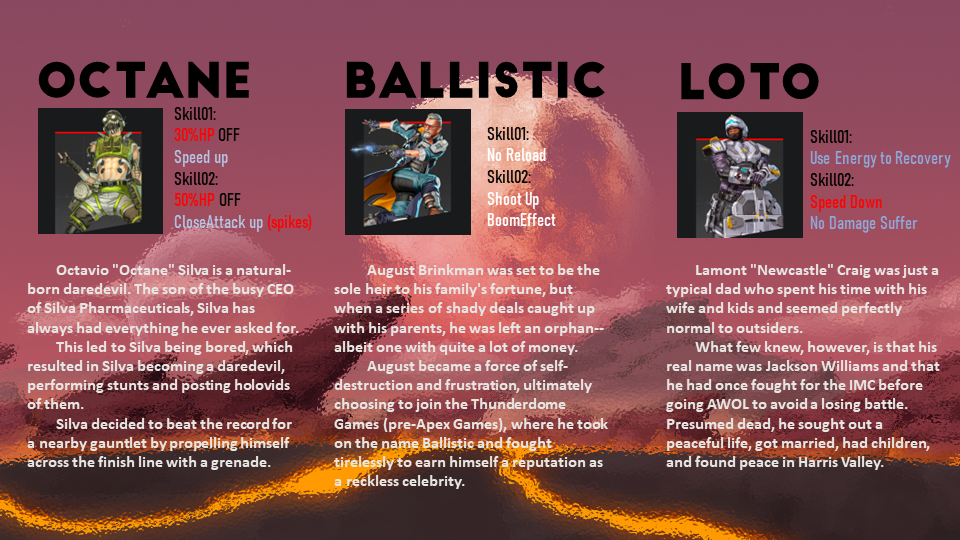 OCTANE
Skill01:
30%HP OFF
Speed up
Skill02:
50%HP OFF
CloseAttack up (spikes)
Octavio "Octane" Silva is a natural-
born daredevil. The son of the busy CEO
of Silva Pharmaceuticals, Silva has
always had everything he ever asked for.
This led to Silva being bored, which
resulted in Silva becoming a daredevil,
performing stunts and posting holovids
of them.
Silva decided to beat the record for
a nearby gauntlet by propelling himself
across the finish line with a grenade.
BALLISTIC
Skill01:
No Reload
Skill02:
Shoot Up
BoomEffect
August Brinkman was set to be the
sole heir to his family's fortune, but
when a series of shady deals caught up
with his parents, he was left an orphan--
albeit one with quite a lot of money.
August became a force of self-
destruction and frustration, ultimately
choosing to join the Thunderdome
Games (pre-Apex Games), where he took
on the name Ballistic and fought
tirelessly to earn himself a reputation as
a reckless celebrity.
LOTO
Skill01:
Use Energy to Recovery
Skill02:
Speed Down
No Damage Suffer
Lamont "Newcastle" Craig was just a
typical dad who spent his time with his
wife and kids and seemed perfectly
normal to outsiders.
What few knew, however, is that his
real name was Jackson Williams and that
he had once fought for the IMC before
going AWOL to avoid a losing battle.
Presumed dead, he sought out a
peaceful life, got married, had children,
and found peace in Harris Valley.